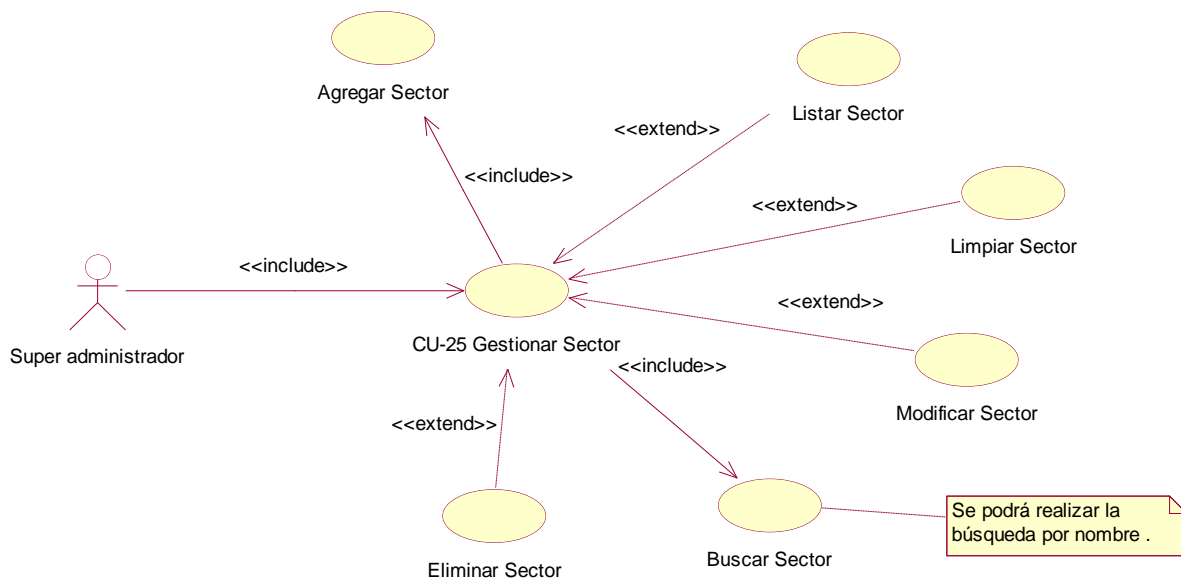 Agregar Sector
Listar Sector
<<extend>>
<<include>>
<<extend>>
Limpiar Sector
<<include>>
<<extend>>
Super administrador
CU-25 Gestionar Sector
<<include>>
Modificar Sector
<<extend>>
Se podrá realizar la
búsqueda por nombre .
Buscar Sector
Eliminar Sector